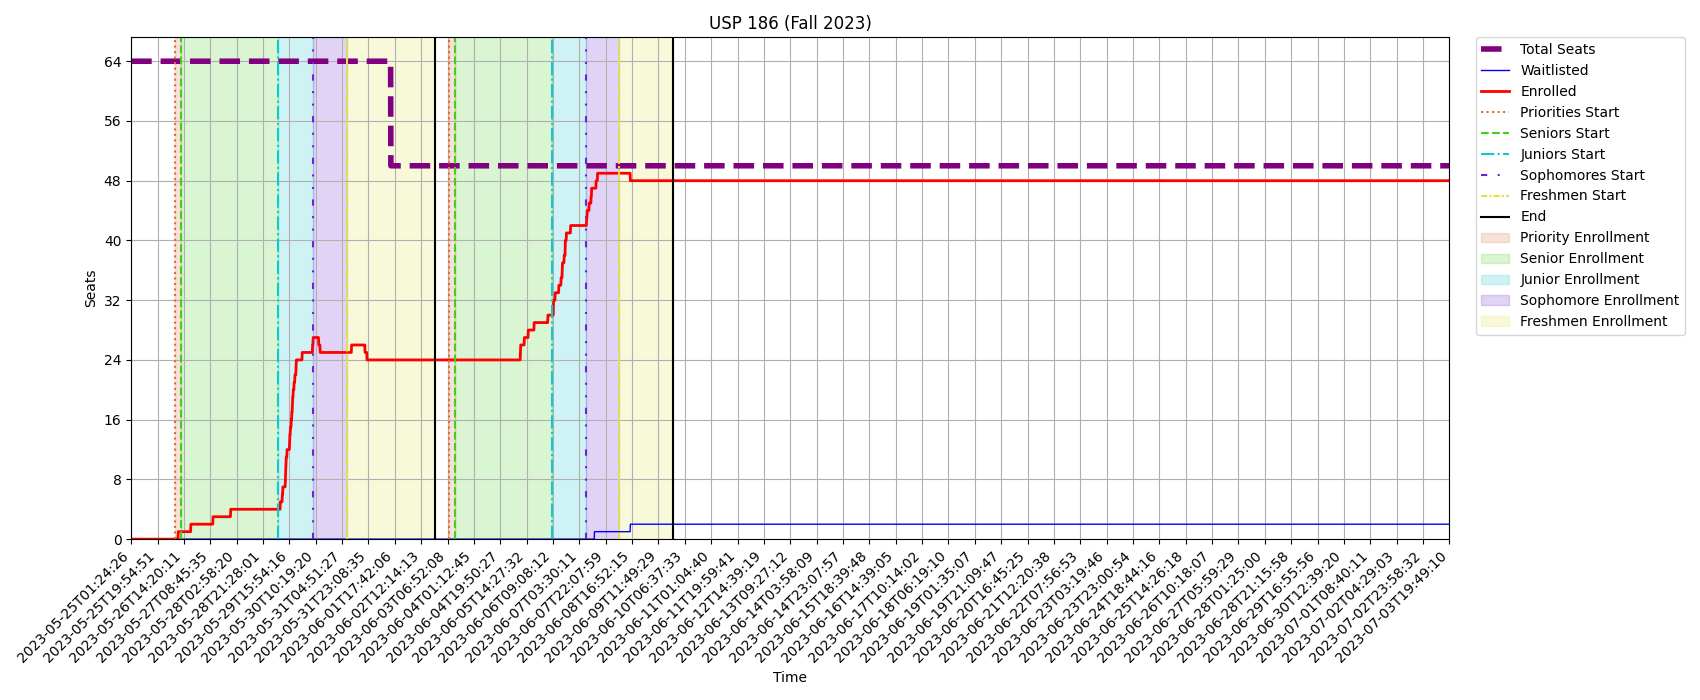 USP 186 (Fall 2023)
Seats
64
56
48
40
32
24
16
8
0
2023-05-25T01:24:26
2023-05-25T19:54:51
2023-05-26T14:20:11
2023-05-27T08:45:35
2023-05-28T02:58:20
2023-05-28T21:28:01
2023-05-29T15:54:16
2023-05-30T10:19:20
2023-05-31T04:51:27
2023-05-31T23:08:35
2023-06-01T17:42:06
2023-06-02T12:14:13
2023-06-03T06:52:08
2023-06-04T01:12:45
2023-06-04T19:50:27
2023-06-05T14:27:32
2023-06-06T09:08:12
2023-06-07T03:30:11
2023-06-07T22:07:59
2023-06-08T16:52:15
2023-06-09T11:49:29
2023-06-10T06:37:33
2023-06-11T01:04:40
2023-06-11T19:59:41
2023-06-12T14:39:19
2023-06-13T09:27:12
2023-06-14T03:58:09
2023-06-14T23:07:57
2023-06-15T18:39:48
2023-06-16T14:39:05
2023-06-17T10:14:02
2023-06-18T06:19:10
2023-06-19T01:35:07
2023-06-19T21:09:47
2023-06-20T16:45:25
2023-06-21T12:20:38
2023-06-22T07:56:53
2023-06-23T03:19:46
2023-06-23T23:00:54
2023-06-24T18:44:16
2023-06-25T14:26:18
2023-06-26T10:18:07
2023-06-27T05:59:29
2023-06-28T01:25:00
2023-06-28T21:15:58
2023-06-29T16:55:56
2023-06-30T12:39:20
2023-07-01T08:40:11
2023-07-02T04:29:03
2023-07-02T23:58:32
2023-07-03T19:49:10
Time
Total Seats
Waitlisted
Enrolled
Priorities Start
Seniors Start
Juniors Start
Sophomores Start
Freshmen Start
End
Priority Enrollment
Senior Enrollment
Junior Enrollment
Sophomore Enrollment
Freshmen Enrollment